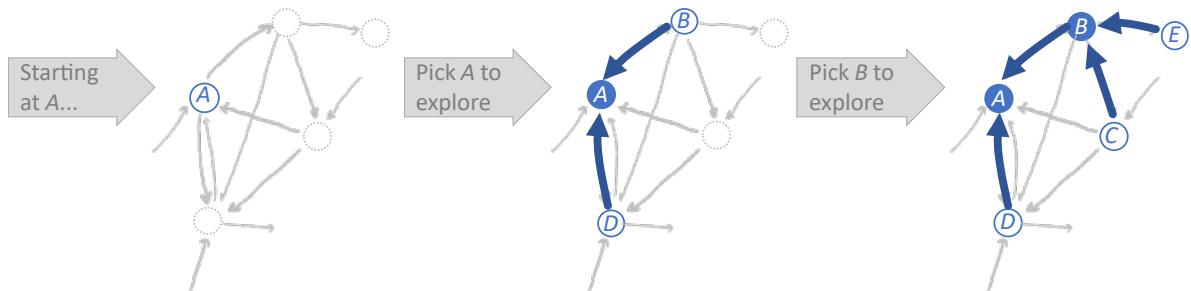 Starting
at A...
A
Pick A to
explore
B
A
D
Pick B to
explore
B
E
A
C
D